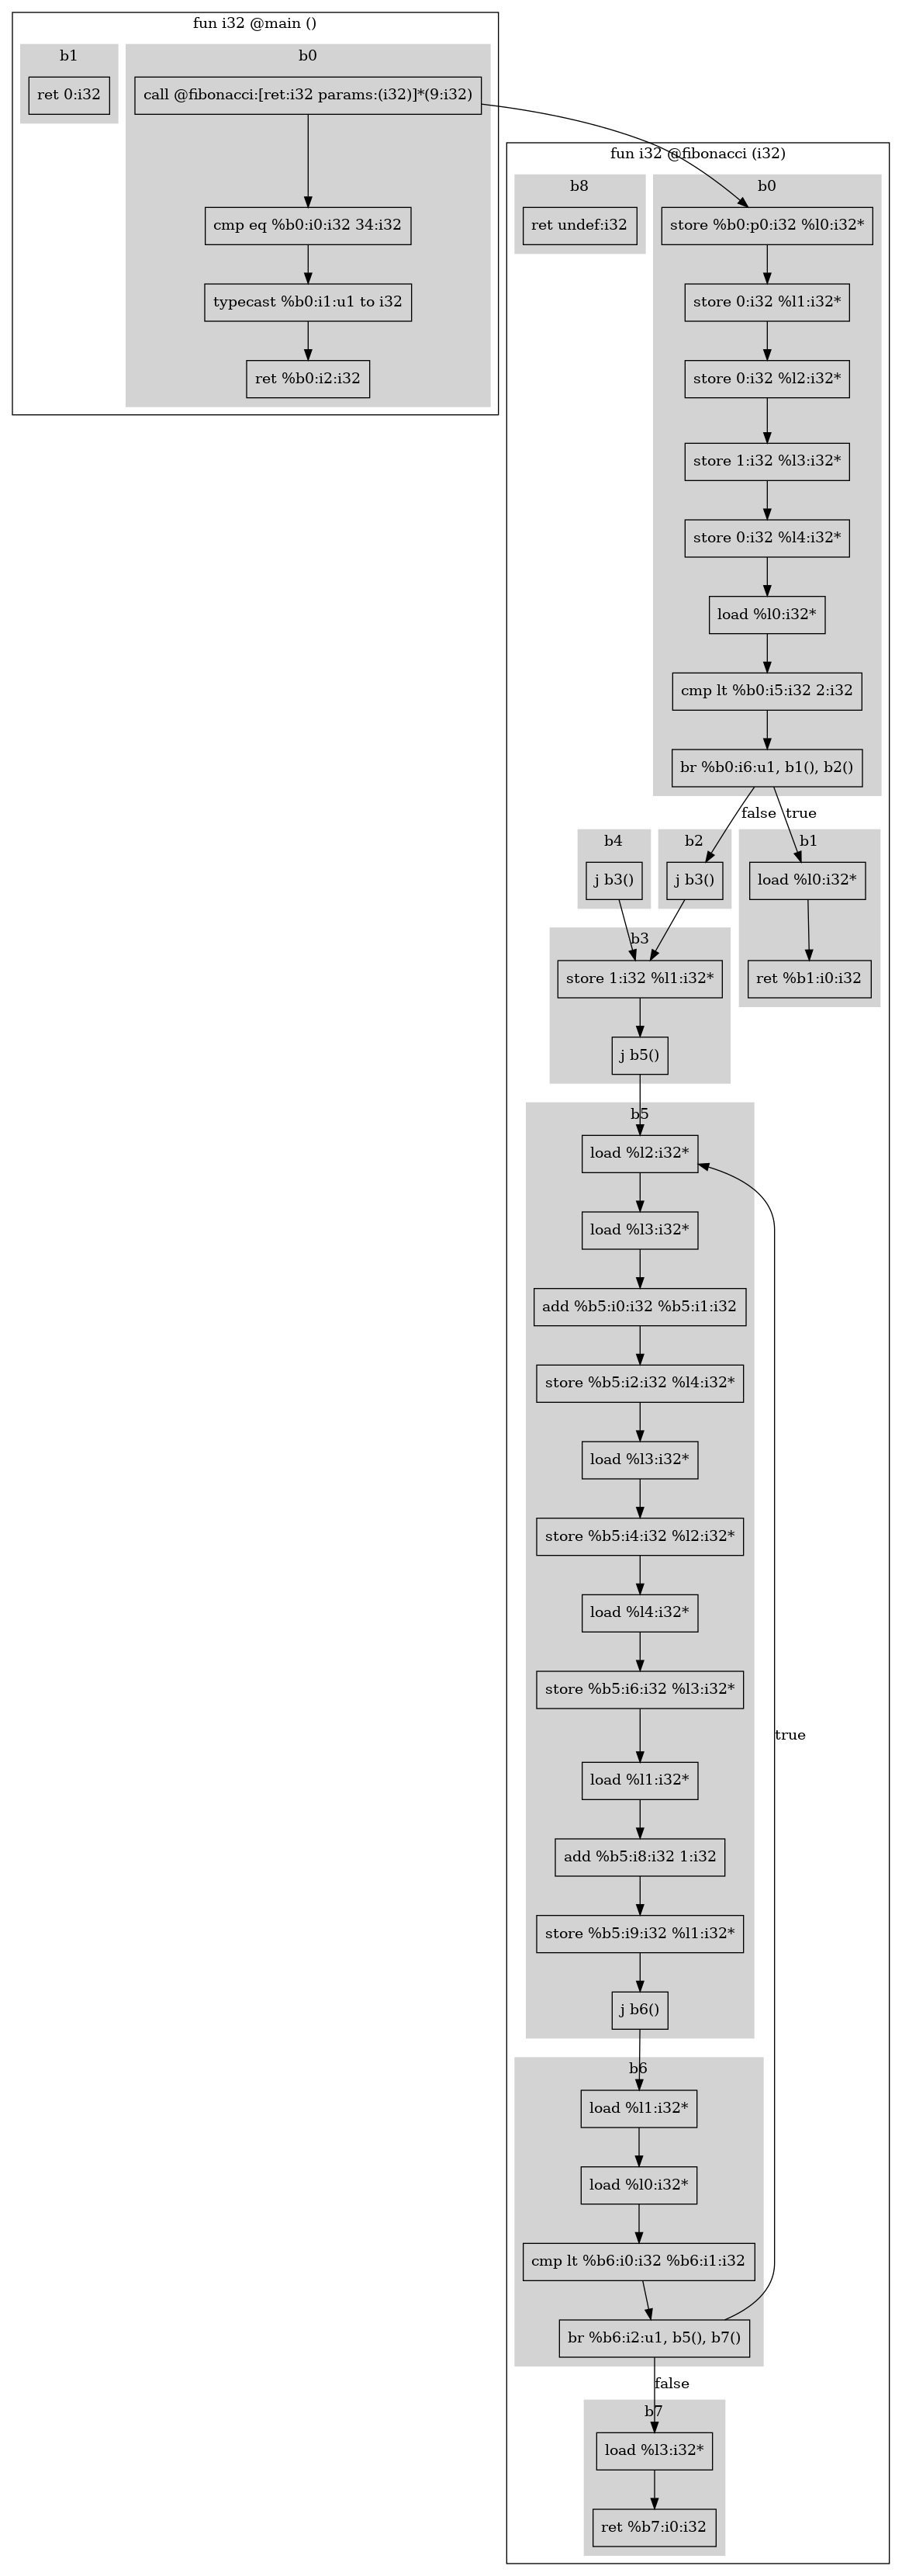 fun i32 @main ()
b1
ret 0:i32
b0
call @fibonacci:[ret:i32 params:(i32)]*(9:i32)
cmp eq %b0:i0:i32 34:i32
typecast %b0:i1:u1 to i32
ret %b0:i2:i32
fun i32 @fibonacci (i32)
b8
ret undef:i32
b0
store %b0:p0:i32 %l0:i32*
store 0:i32 %l1:i32*
store 0:i32 %l2:i32*
store 1:i32 %l3:i32*
store 0:i32 %l4:i32*
load %l0:i32*
cmp lt %b0:i5:i32 2:i32
br %b0:i6:u1, b1(), b2()
false
true
b4
j b3()
b2
j b3()
b1
load %l0:i32*
ret %b1:i0:i32
b3
store 1:i32 %l1:i32*
j b5()
b5
load %l2:i32*
load %l3:i32*
add %b5:i0:i32 %b5:i1:i32
store %b5:i2:i32 %l4:i32*
load %l3:i32*
store %b5:i4:i32 %l2:i32*
load %l4:i32*
store %b5:i6:i32 %l3:i32*
true
load %l1:i32*
add %b5:i8:i32 1:i32
store %b5:i9:i32 %l1:i32*
j b6()
b6
load %l1:i32*
load %l0:i32*
cmp lt %b6:i0:i32 %b6:i1:i32
br %b6:i2:u1, b5(), b7()
false
b7
load %l3:i32*
ret %b7:i0:i32